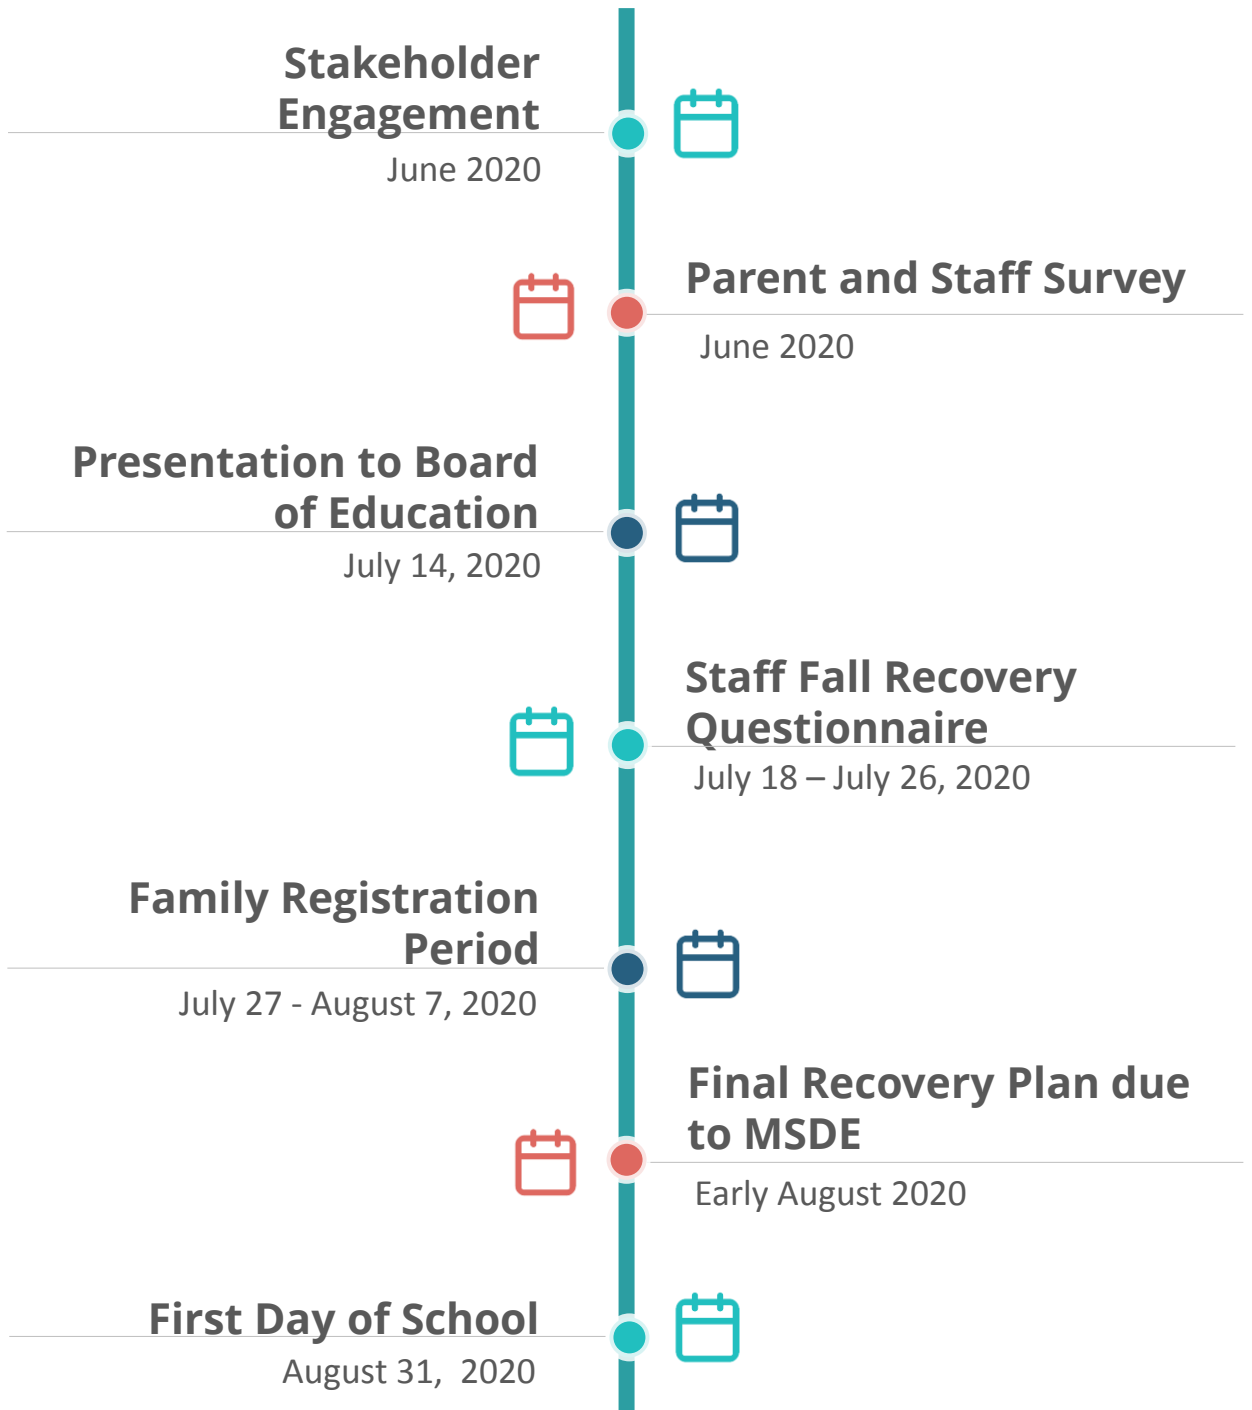 Stakeholder
Engagement
June 2020
Parent and Staff Survey
June 2020
Presentation to Board
of Education
July 14, 2020
Staff Fall Recovery
Questionnaire
July 18 – July 26, 2020
Family Registration
Period
July 27 - August 7, 2020
Final Recovery Plan due
to MSDE
Early August 2020
First Day of School
August 31,  2020